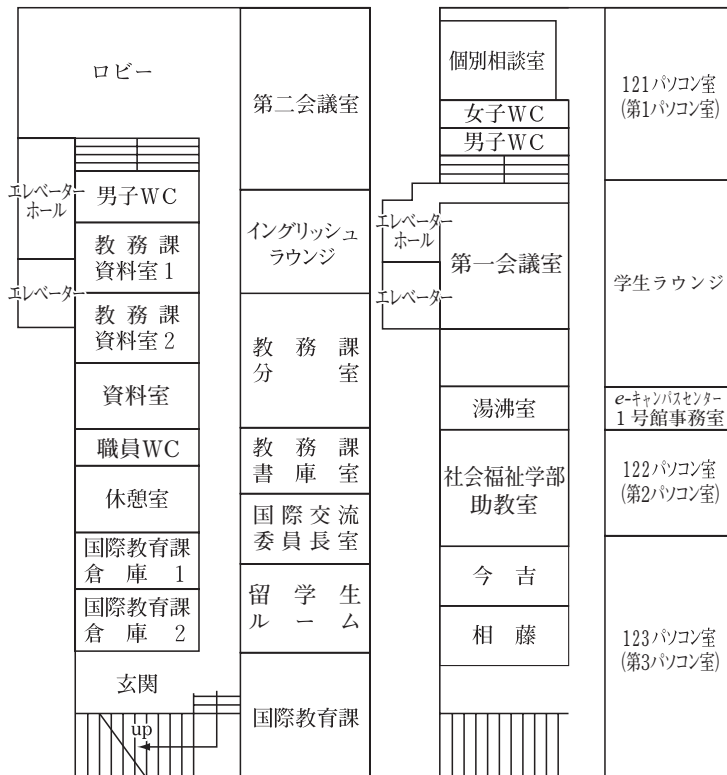 ロビー
第二会議室
エレベーター
ホール
男子WC
イングリッシュ
ラウンジ
教務課
資料室1
エレベーター
教務課
資料室2
教務課
分室
資料室
職員WC
教務課
書庫室
休憩室
国際交流
委員長室
国際教育課
倉庫1
留学生
ルーム
国際教育課
倉庫2
玄関
up
国際教育課
個別相談室
121パソコン室
(第1パソコン室)
女子WC
男子WC
エレベーター
ホール
第一会議室
学生ラウンジ
エレベーター
湯沸室
e-キャンパスセンター
1号館事務室
社会福祉学部
助教室
122パソコン室
(第2パソコン室)
今吉
相藤
123パソコン室
(第3パソコン室)